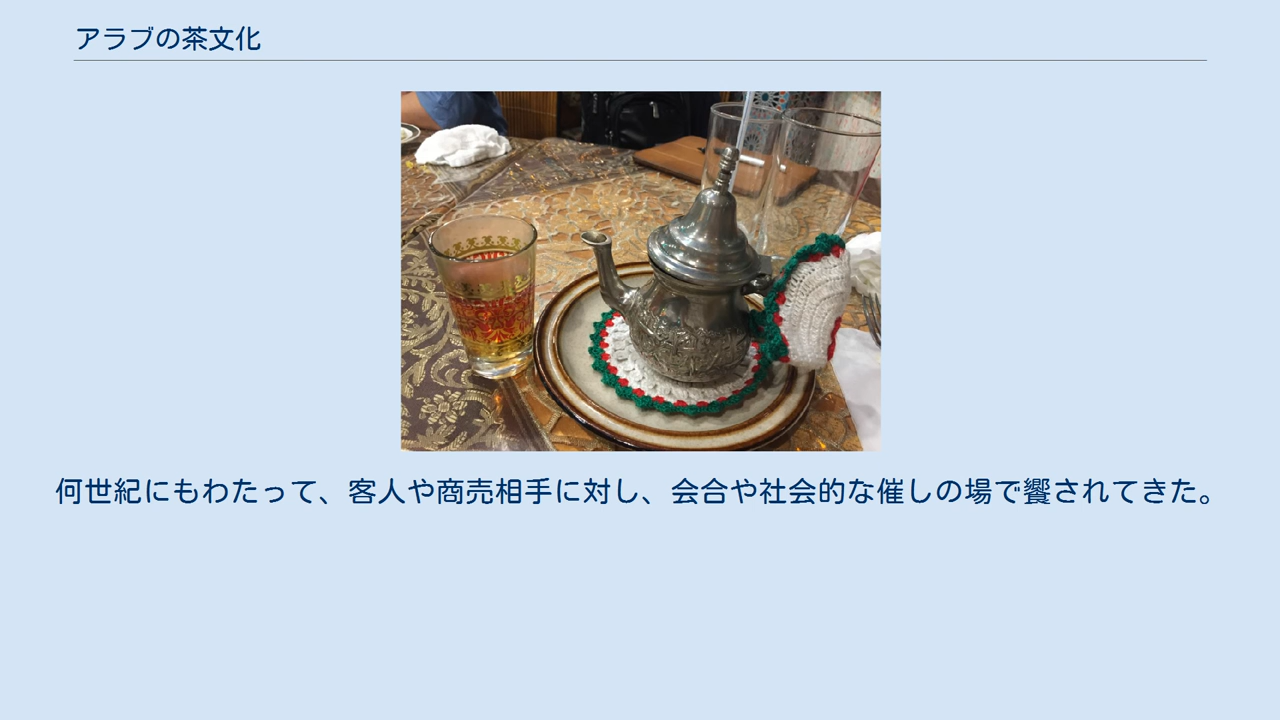 アラブの茶文化
何世紀にもわたって、客人や商売相手に対し、会合や社会的な催しの場で饗されてきた。